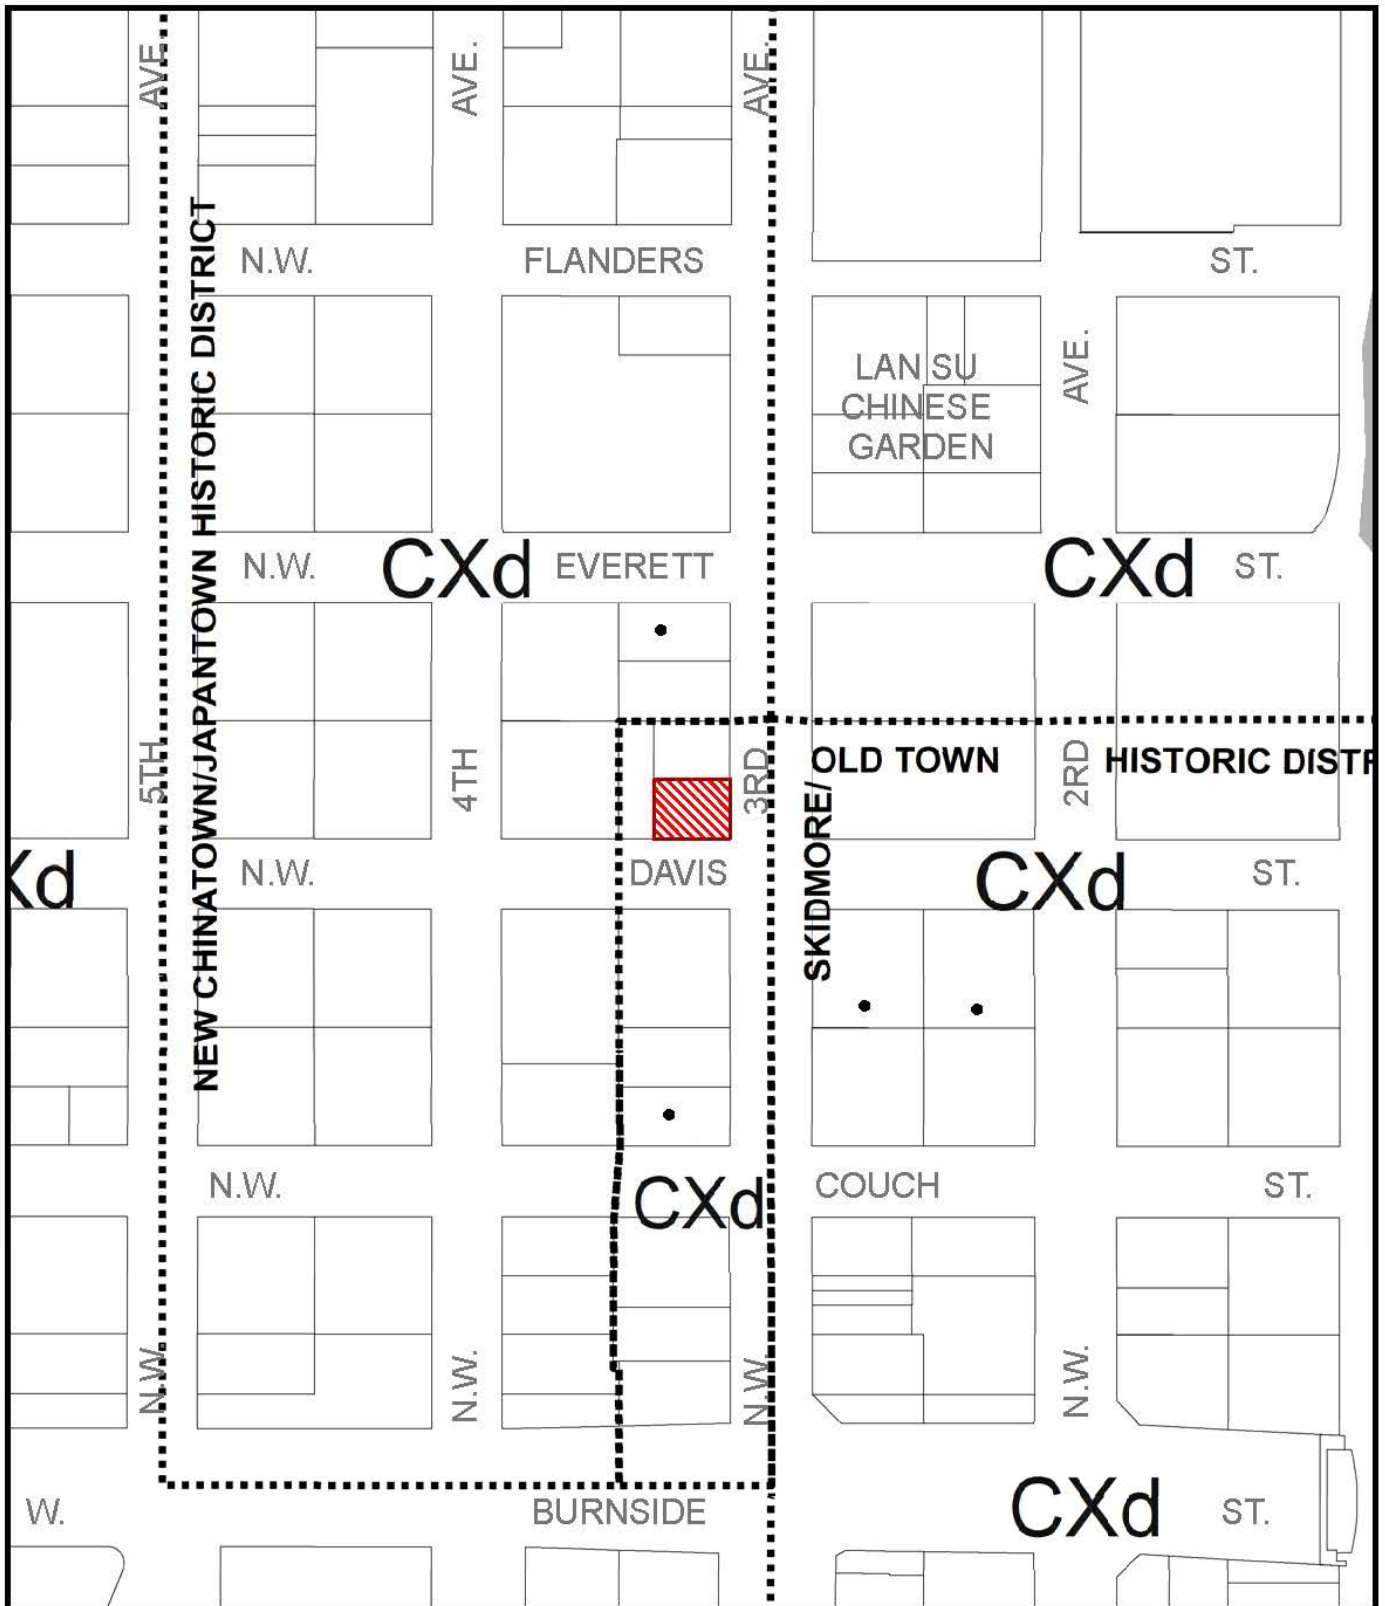 AVE.
AVE.
AVE.
NEW CHINATOWN/JAPANTOWN HISTORIC DISTRICT
N.W.
FLANDERS
ST.
LAN SU
CHINESE
GARDEN
AVE.
N.W.
CXd
EVERETT
CXd
ST.
5TH
4TH
3RD
OLD TOWN
2RD
HISTORIC DISTR
SKIDMORE/
Xd
N.W.
DAVIS
CXd
ST.
N.W.
CXd
COUCH
ST.
N.W.
N.W.
N.W.
N.W.
W.
BURNSIDE
CXd
ST.